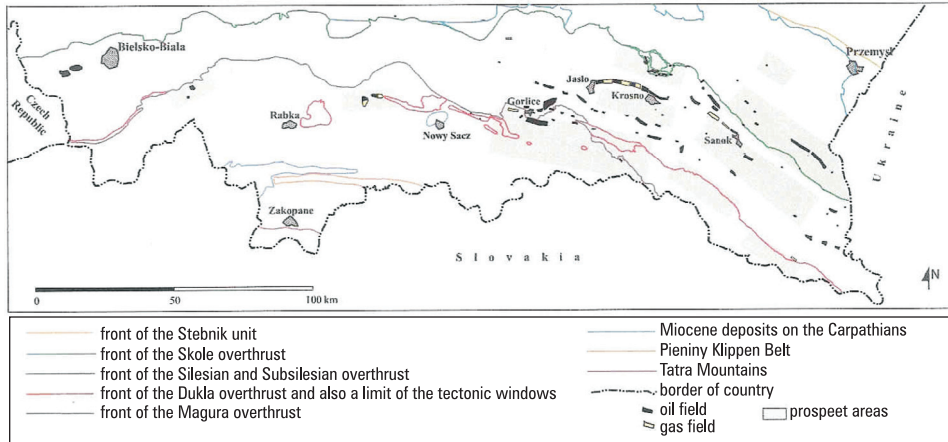 Bielsko-Biala
Przemysl
Jaslo
Krosno
Gorlice
Czech
Republic
Rabka
Nowy Sacz
Sanok
Ukraine
Zakopane
Slovakia
N
0 50 100 km
front of the Stebnik unit
front of the Skole overthrust
front of the Silesian and Subsilesian overthrust
front of the Dukla overthrust and also a limit of the tectonic windows
front of the Magura overthrust
Miocene deposits on the Carpathians
Pieniny Klippen Belt
Tatra Mountains
border of country
oil field
gas field
prospeet areas